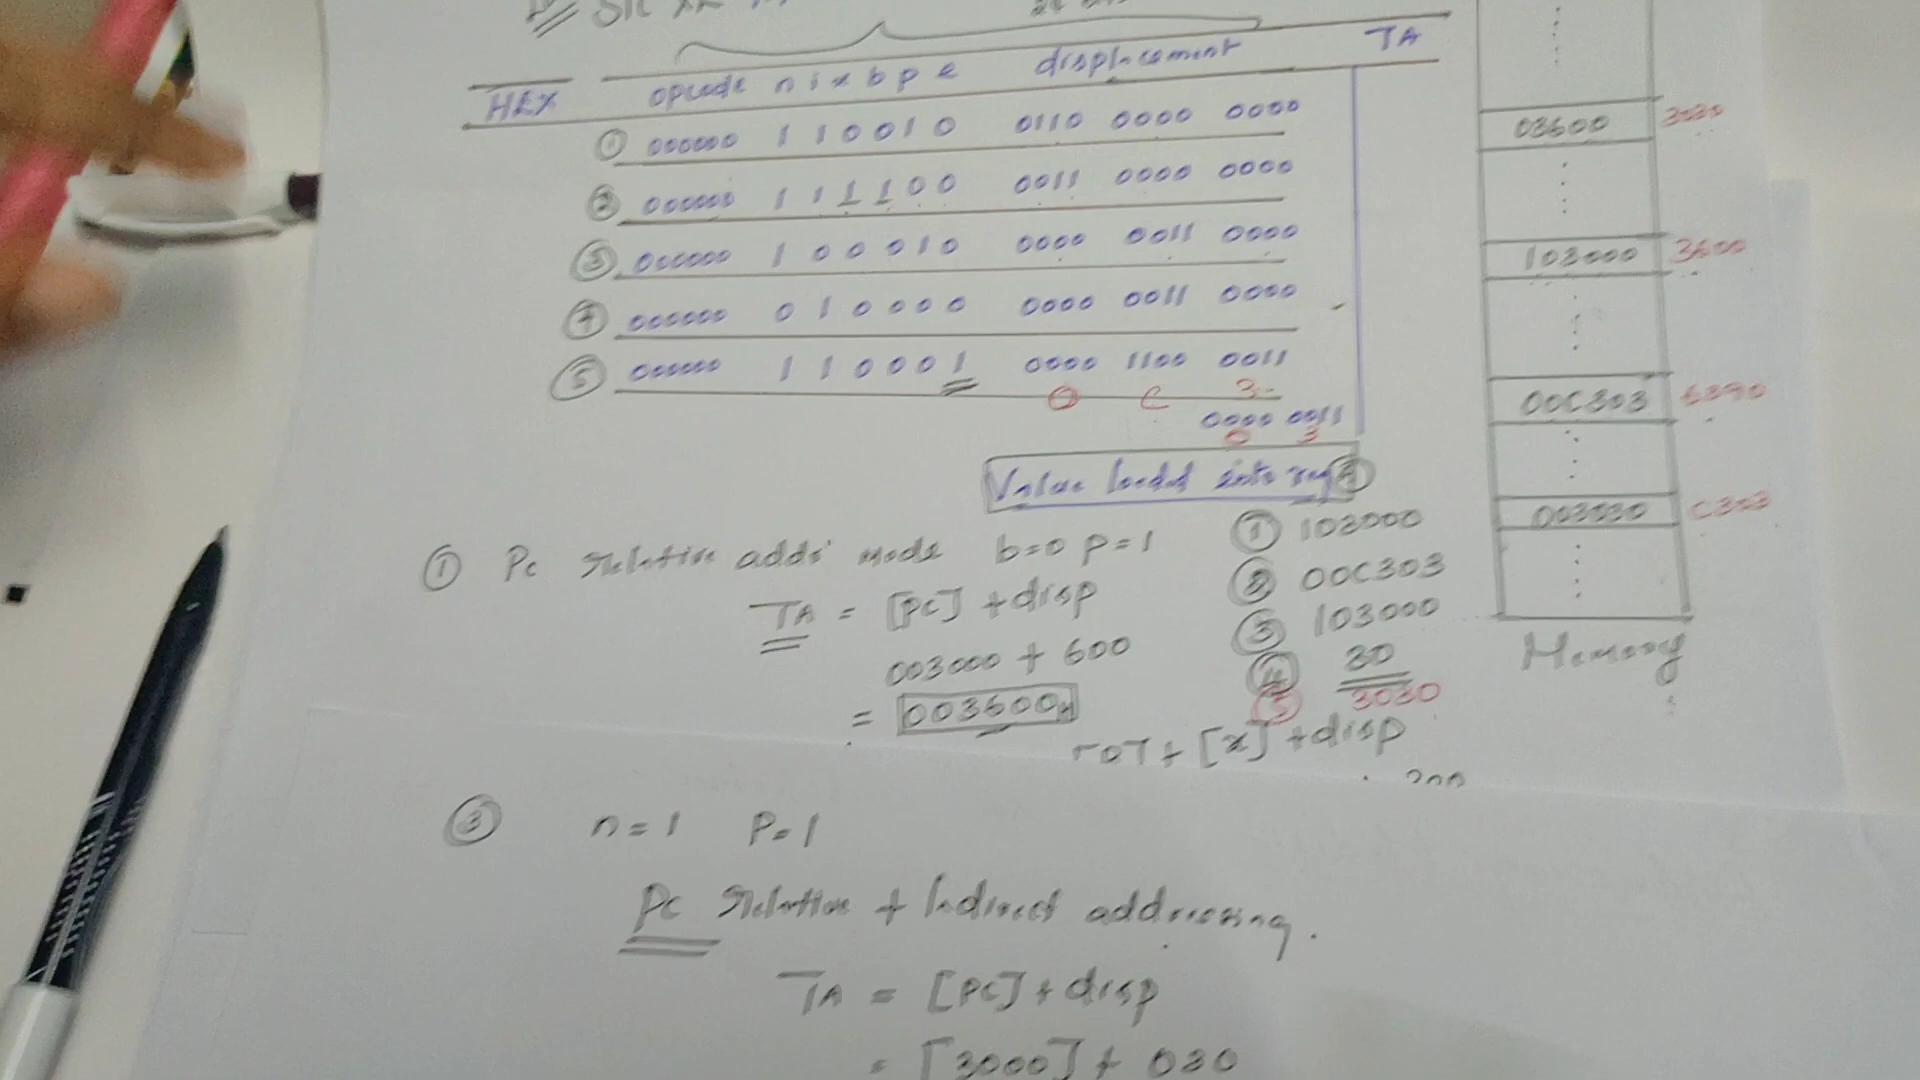 HEX opcode n i x b p e displacement TA
① 000000 1 1 0 0 1 0 0110 0000 0000
② 000000 1 1 1 1 0 0 0011 0000 0000
③ 000000 1 0 0 0 1 0 0000 0011 0000
④ 000000 0 1 0 0 0 0 0000 0011 0000
⑤ 000000 1 1 0 0 0 1 0000 1100 0011
0 C 3
0000 0011
0 3
Value loaded into reg A
① 103000
② 00C303
③ 103000
④ 30
⑤ 3030
① PC relative addr mode b=0 p=1
TA = [PC] + disp
003000 + 600
= 003600H
+ [x] + disp
③ n=1 P=1
PC relative + Indirect addressing.
TA = [PC] + disp
= [3000] + 030
03600 3030
103000 3600
00C303 6390
003030 C303
Memory